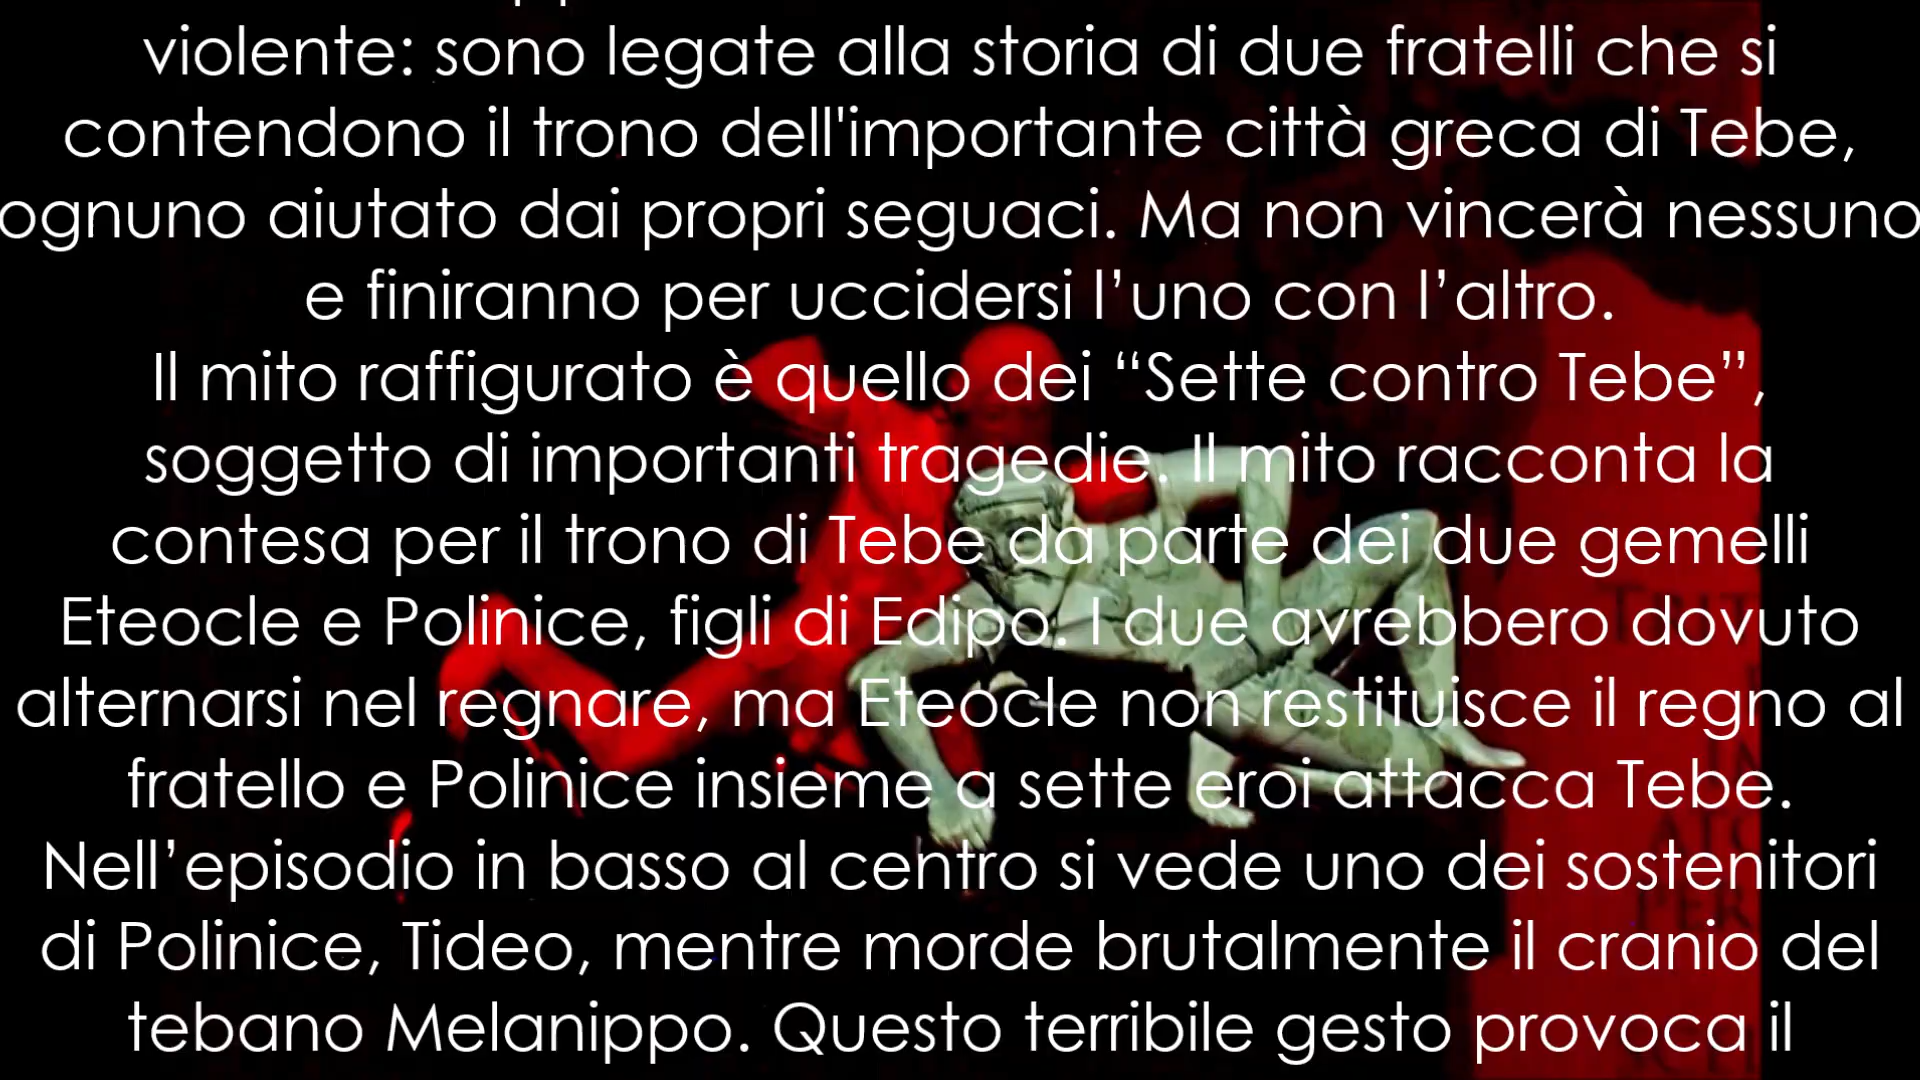 violente: sono legate alla storia di due fratelli che si
contendono il trono dell'importante città greca di Tebe,
ognuno aiutato dai propri seguaci. Ma non vincerà nessuno
e finiranno per uccidersi l’uno con l’altro.
Il mito raffigurato è quello dei “Sette contro Tebe”,
soggetto di importanti tragedie. Il mito racconta la
contesa per il trono di Tebe da parte dei due gemelli
Eteocle e Polinice, figli di Edipo. I due avrebbero dovuto
alternarsi nel regnare, ma Eteocle non restituisce il regno al
fratello e Polinice insieme a sette eroi attacca Tebe.
Nell’episodio in basso al centro si vede uno dei sostenitori
di Polinice, Tideo, mentre morde brutalmente il cranio del
tebano Melanippo. Questo terribile gesto provoca il